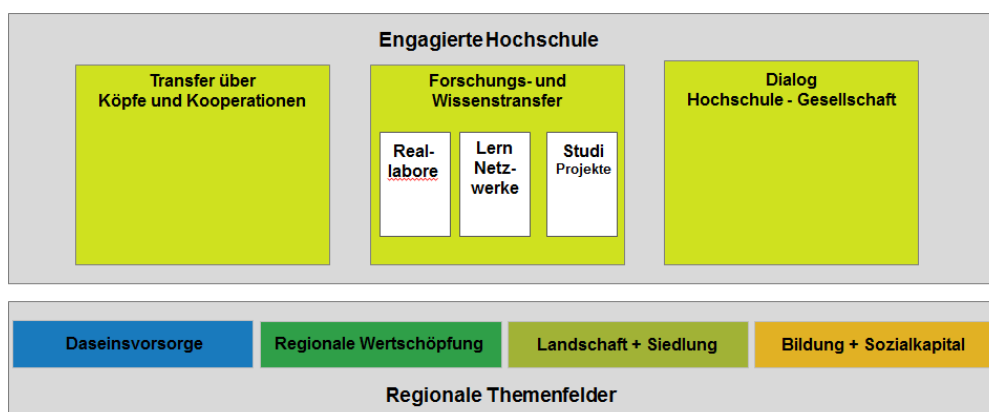 Engagierte Hochschule
Transfer über
Köpfe und Kooperationen
Forschungs- und
Wissenstransfer
Real-
labore
Lern
Netz-
werke
Studi
Projekte
Dialog
Hochschule - Gesellschaft
Daseinsvorsorge
Regionale Wertschöpfung
Landschaft + Siedlung
Bildung + Sozialkapital
Regionale Themenfelder